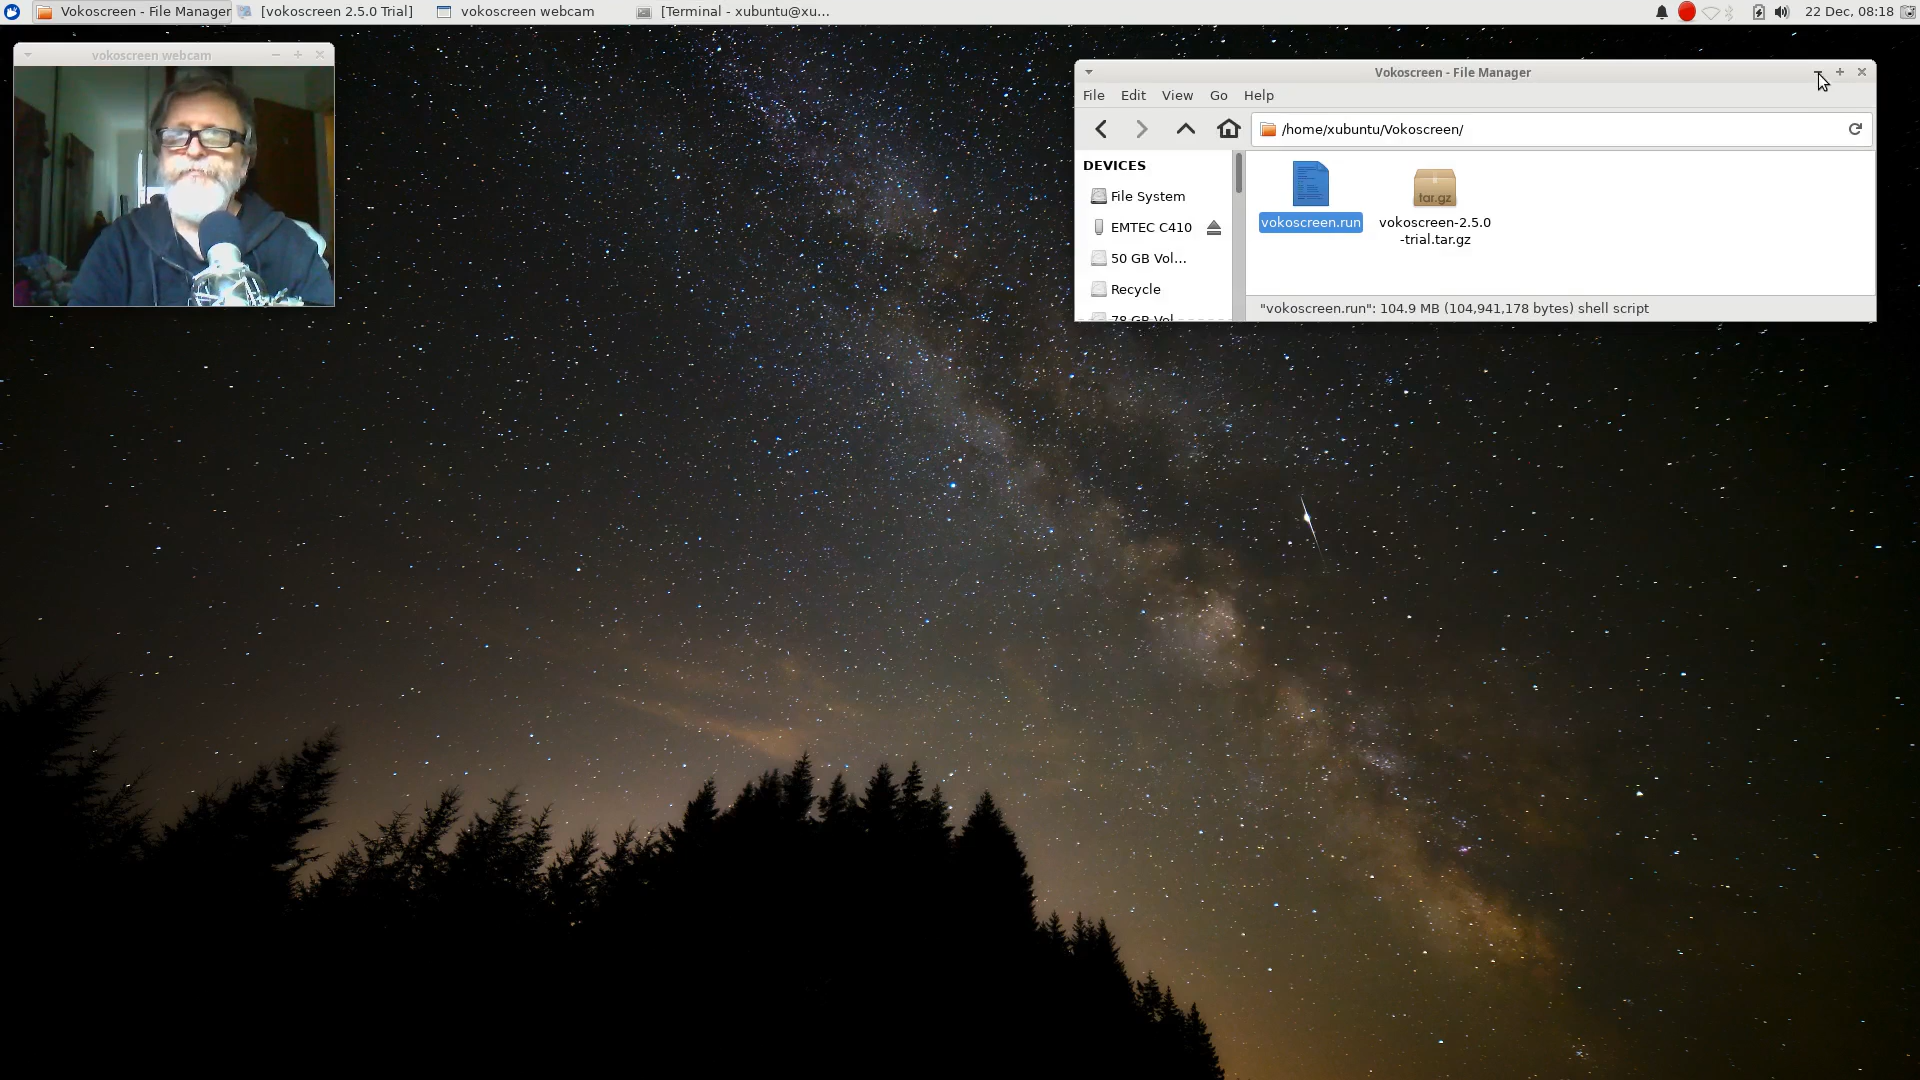 Vokoscreen - File Manager
[vokoscreen 2.5.0 Trial]
vokoscreen webcam
[Terminal - xubuntu@xu...
22 Dec, 08:18
vokoscreen webcam
Vokoscreen - File Manager
File Edit View Go Help
/home/xubuntu/Vokoscreen/
DEVICES
File System
EMTEC C410
50 GB Vol...
Recycle
78 GB Vol
tar.gz
vokoscreen.run
vokoscreen-2.5.0
-trial.tar.gz
"vokoscreen.run": 104.9 MB (104,941,178 bytes) shell script